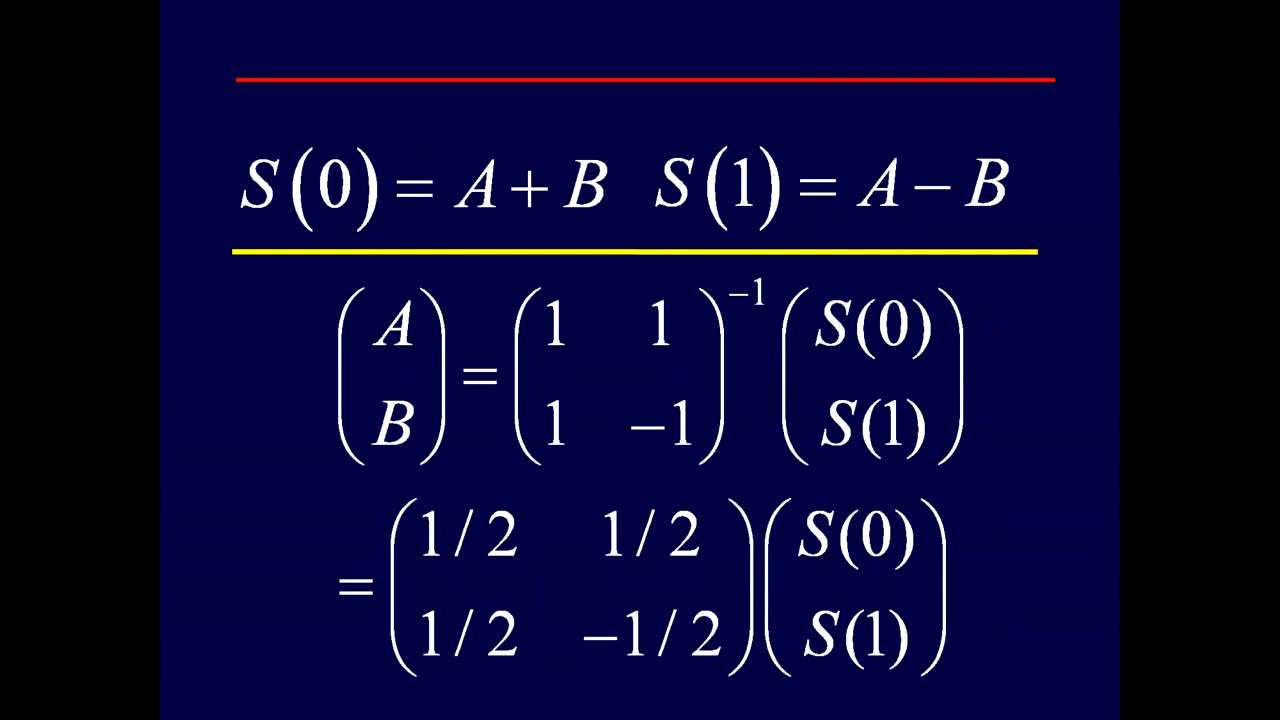 S(0) = A + B   S(1) = A − B
(A B) = (1 1 1 −1)⁻¹ (S(0) S(1))
= (1/2 1/2 1/2 −1/2)(S(0) S(1))